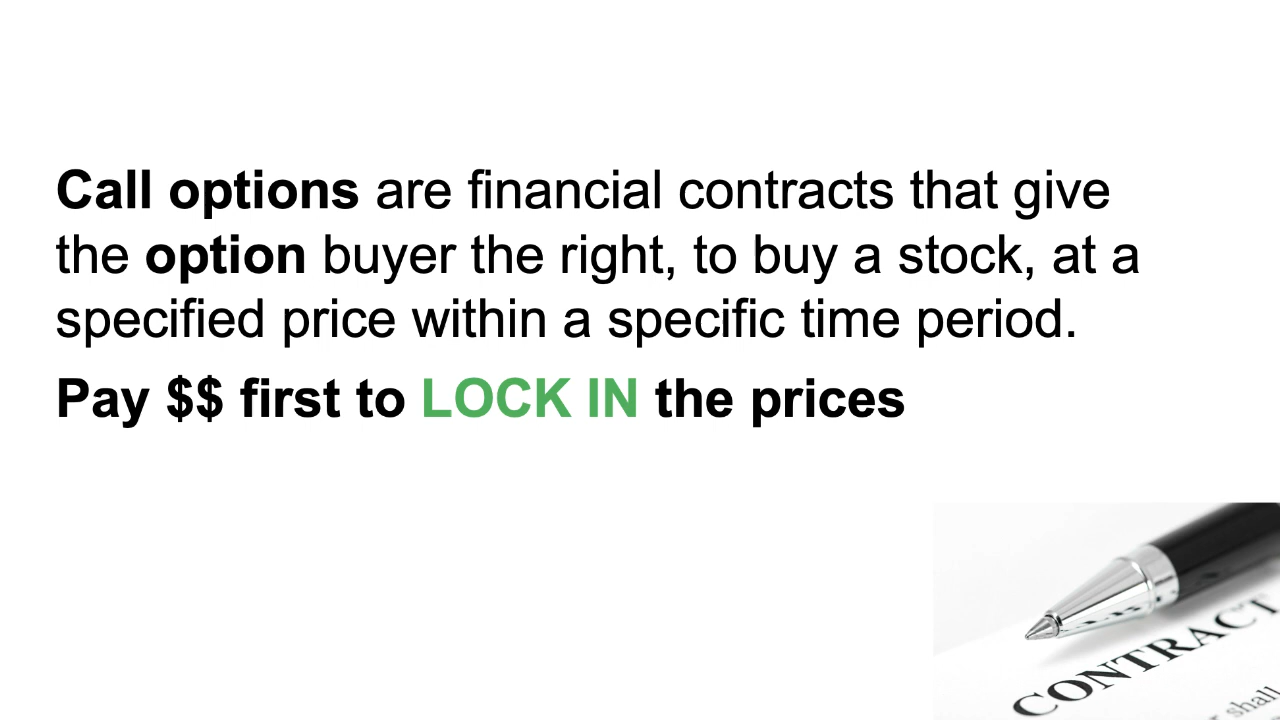 Call options are financial contracts that give
the option buyer the right, to buy a stock, at a
specified price within a specific time period.
Pay $$ first to LOCK IN the prices
CONTRACT
shall